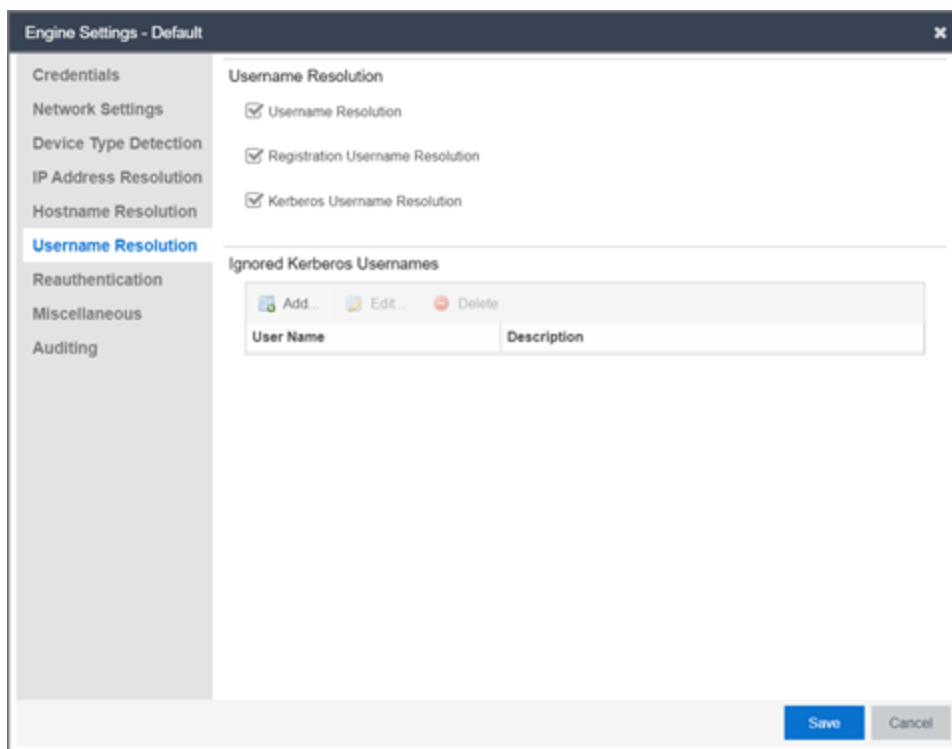 Engine Settings - Default
Credentials
Network Settings
Device Type Detection
IP Address Resolution
Hostname Resolution
Username Resolution
Reauthentication
Miscellaneous
Auditing
Username Resolution
Username Resolution
Registration Username Resolution
Kerberos Username Resolution
Ignored Kerberos Usernames
Add... Edit... Delete
User Name Description
Save Cancel